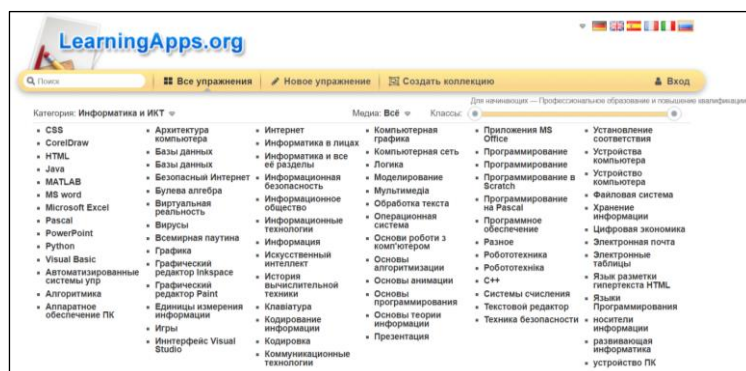 LearningApps.org
Поиск
Все упражнения
Новое упражнение
Создать коллекцию
Вход
Для начинающих — Профессиональное образование и повышение квалификации
Категория: Информатика и ИКТ
Медиа: Всё
Классы:
CSS
CorelDraw
HTML
Java
MATLAB
MS word
Microsoft Excel
Pascal
PowerPoint
Python
Visual Basic
Автоматизированные
системы упр
Алгоритмика
Аппаратное
обеспечение ПК
Архитектура
компьютера
Базы данных
Базы данных
Безопасный Интернет
Булева алгебра
Виртуальная
реальность
Вирусы
Всемирная паутина
Графика
Графический
редактор Inkspace
Графический
редактор Paint
Единицы измерения
информации
Игры
Иннтерфейс Visual
Studio
Интернет
Информатика в лицах
Информатика и все
её разделы
Информационная
безопасность
Информационное
общество
Информационные
технологии
Информация
Искусственный
интеллект
История
вычислительной
техники
Клавіатура
Кодирование
информации
Кодировка
Коммуникационные
технологии
Компьютерная
графика
Компьютерная сеть
Логика
Моделирование
Мультимедіа
Обработка текста
Операционная
система
Основи роботи з
комп'ютером
Основы
алгоритмизации
Основы анимации
Основы
программирования
Основы теории
информации
Презентация
Приложения MS
Office
Программирование
Программирование
Программирование в
Scratch
Программирование
на Pascal
Программное
обеспечение
Разное
Робототехника
Робототехніка
С++
Системы счисления
Текстовой редактор
Техника безопасности
Установление
соответствия
Устройства
компьютера
Устройство
компьютера
Файловая система
Хранение
информации
Цифровая экономика
Электронная почта
Электронные
таблицы
Язык разметки
гипертекста HTML
Языки
Программирования
носители
информации
развивающая
информатика
устройство ПК